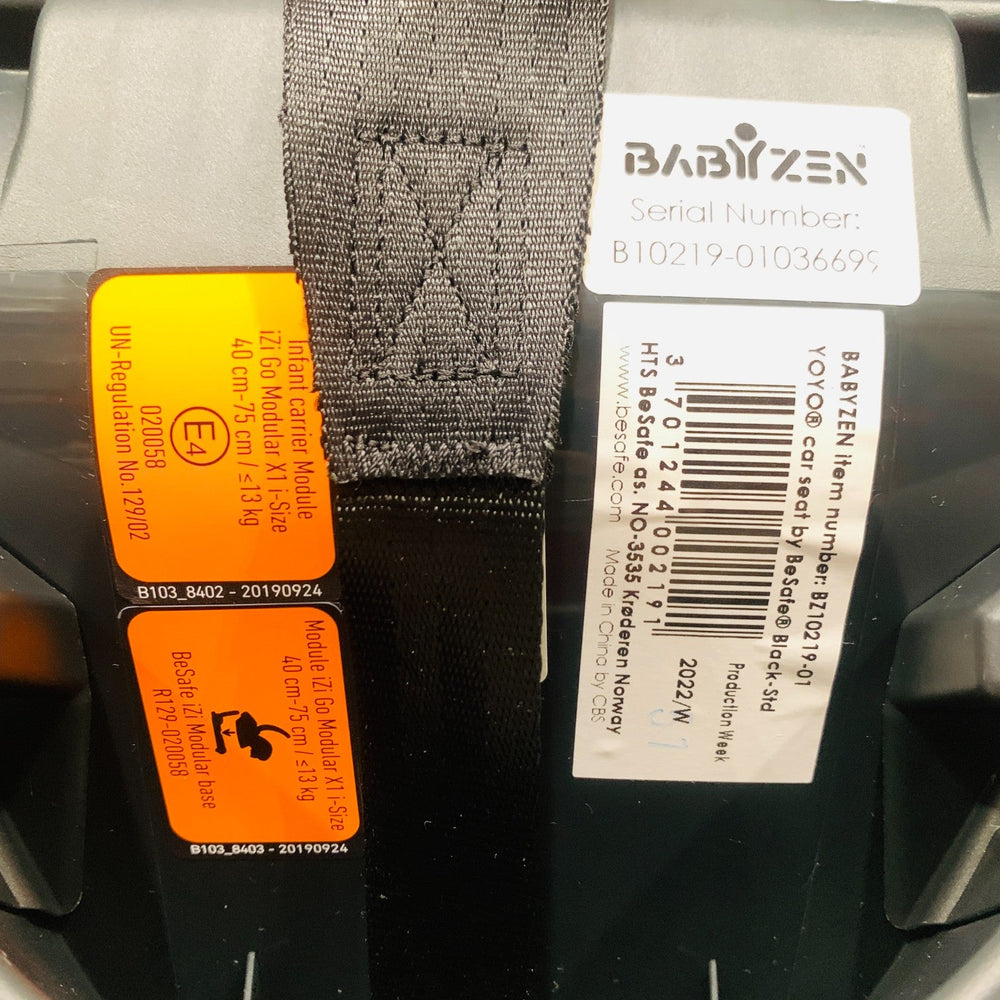 BABYZEN
Serial Number:
B10219-01036699
Infant carrier Module
iZi Go Modular X1 i-Size
40 cm-75 cm / ≤13 kg
E4
020058
UN-Regulation No.129/02
B103_8402 - 20190924
Module iZi Go Modular X1 i-Size
40 cm-75 cm / ≤13 kg
BeSafe iZi Modular base
R129-020058
B103_8403 - 20190924
BABYZEN item number: BZ10219-01
YOYO® car seat by BeSafe® Black-Std
Production Week
2022/W
3 701244 002191
HTS BeSafe as. NO-3535 Krøderen Norway
www.besafe.com Made in China by CBS